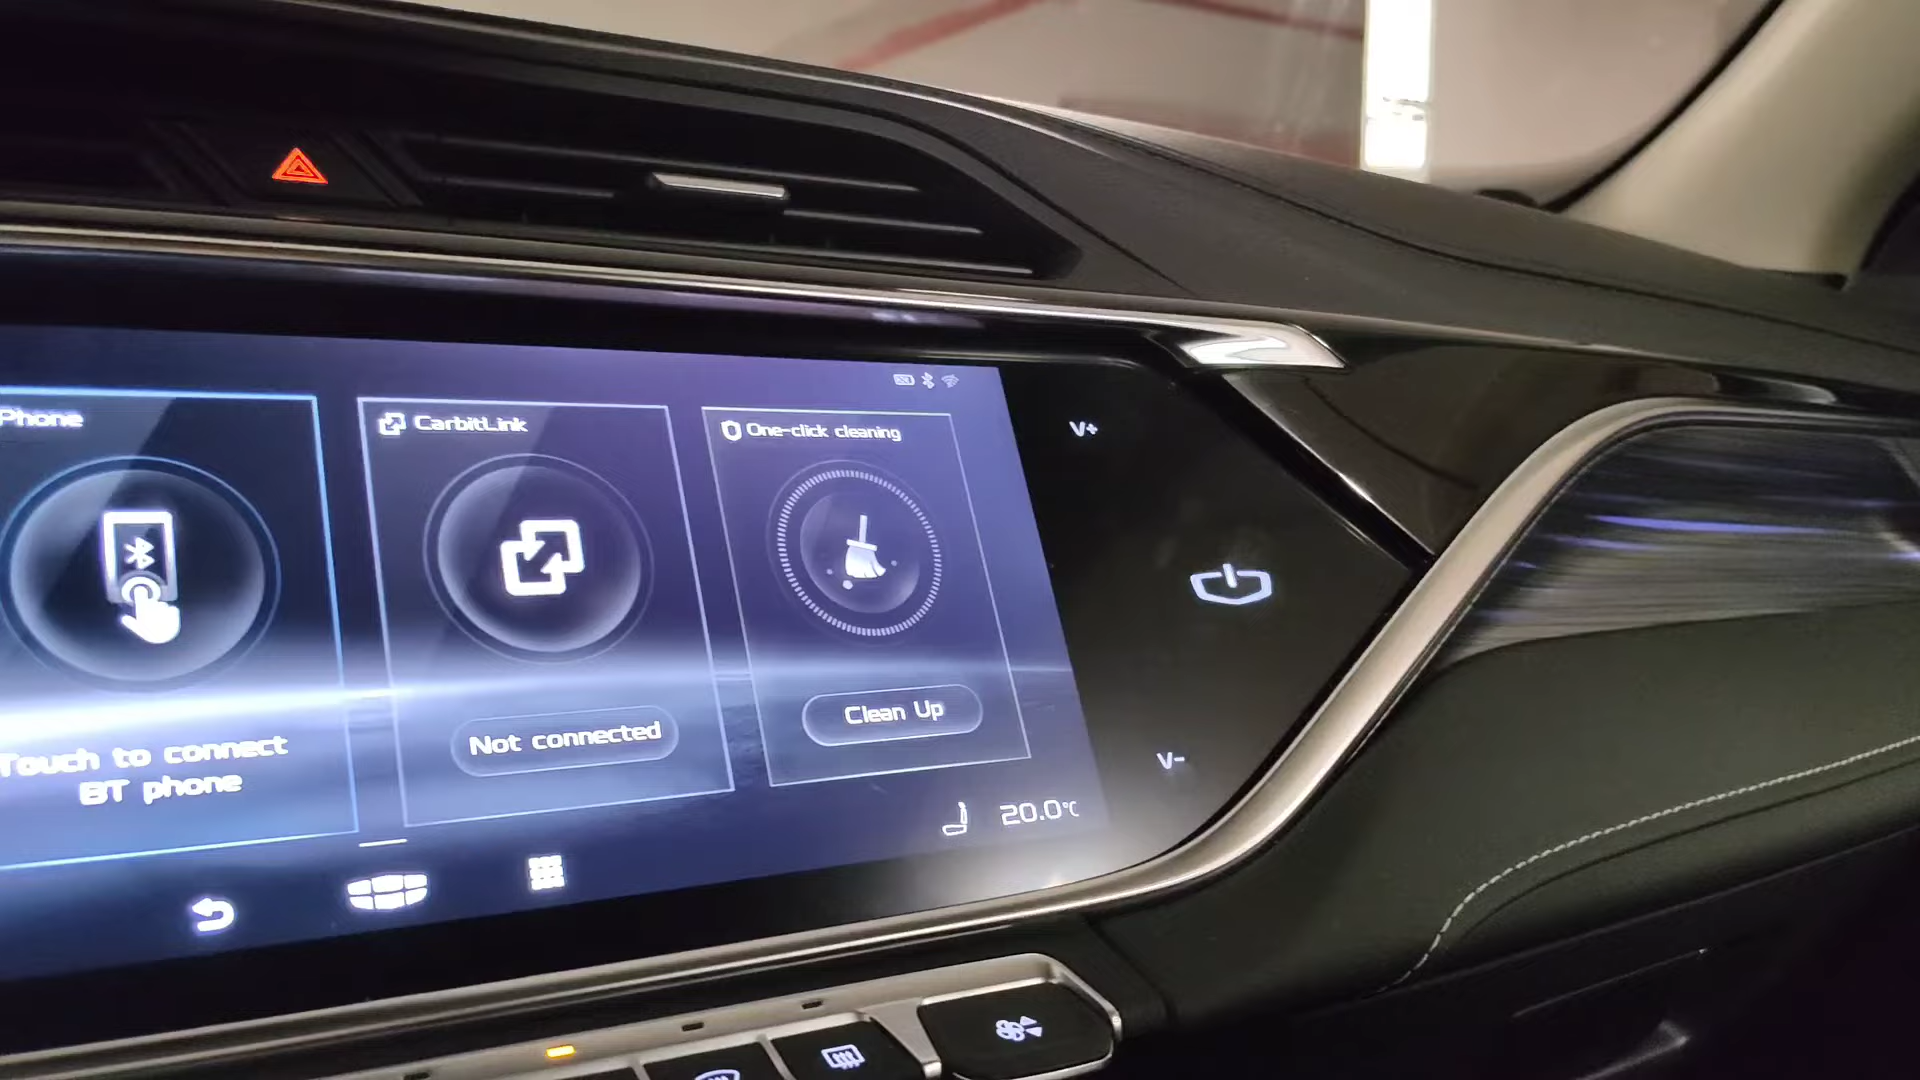 Phone
CarbitLink
One-click cleaning
V+
Not connected
Clean Up
Touch to connect
BT phone
V-
20.0℃